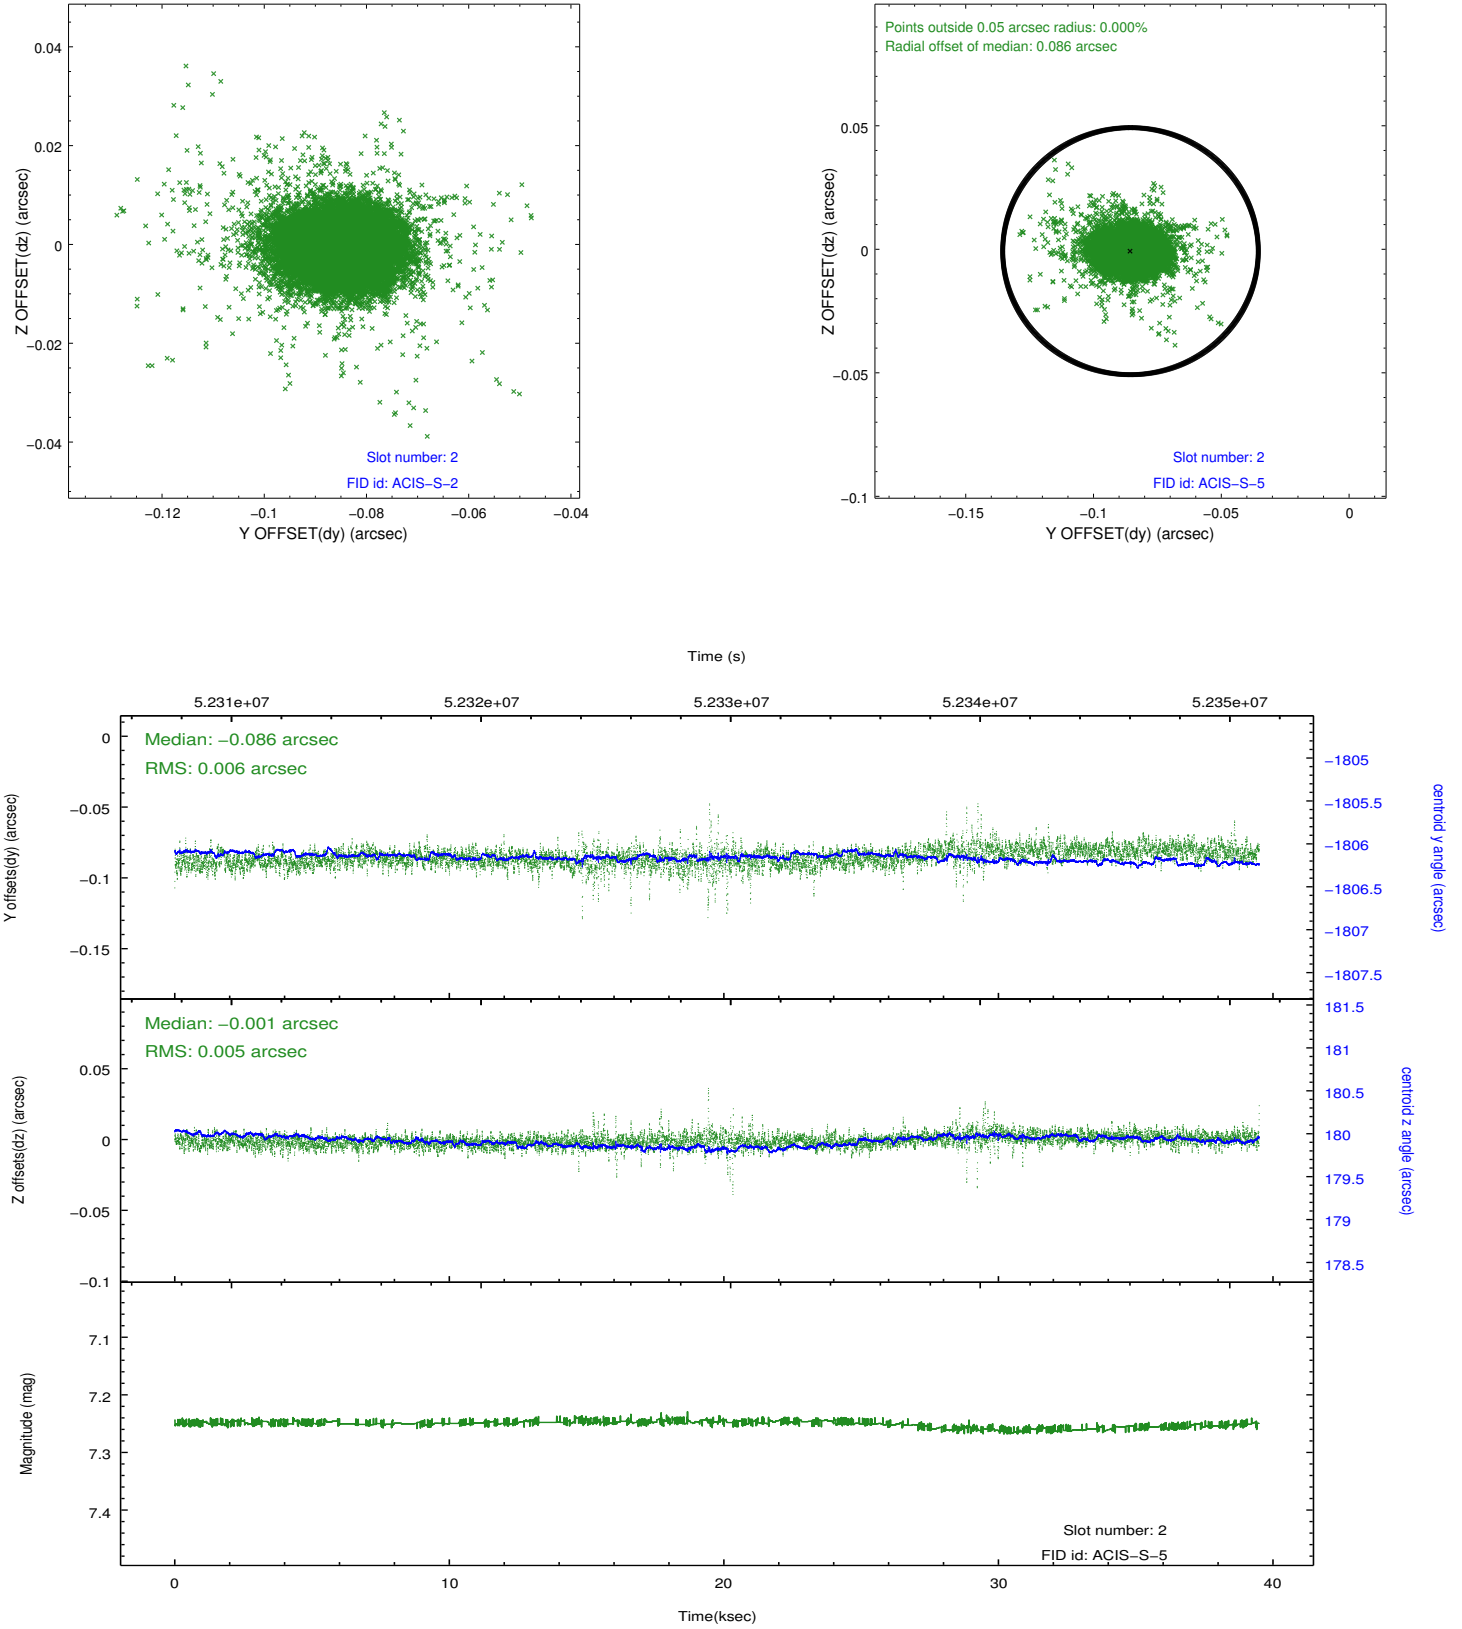 0.04
0.02
0
−0.02
−0.04
Z OFFSET(dz) (arcsec)
Slot number: 2
FID id: ACIS−S−2
−0.12
−0.1
−0.08
−0.06
−0.04
Y OFFSET(dy) (arcsec)
Points outside 0.05 arcsec radius: 0.000%
Radial offset of median: 0.086 arcsec
0.05
0
−0.05
−0.1
Z OFFSET(dz) (arcsec)
Slot number: 2
FID id: ACIS−S−5
−0.15
−0.1
−0.05
0
Y OFFSET(dy) (arcsec)
Time (s)
5.231e+07
5.232e+07
5.233e+07
5.234e+07
5.235e+07
Median: −0.086 arcsec
RMS: 0.006 arcsec
0
−0.05
−0.1
−0.15
Y offsets(dy) (arcsec)
−1805
−1805.5
−1806
−1806.5
−1807
−1807.5
centroid y angle (arcsec)
Median: −0.001 arcsec
RMS: 0.005 arcsec
0.05
0
−0.05
−0.1
Z offsets(dz) (arcsec)
181.5
181
180.5
180
179.5
179
178.5
centroid z angle (arcsec)
7.1
7.2
7.3
7.4
Magnitude (mag)
Slot number: 2
FID id: ACIS−S−5
0
10
20
30
40
Time(ksec)